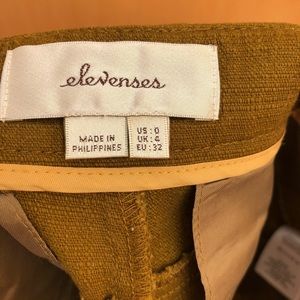 elevenses
MADE IN
PHILIPPINES
US: 0
UK: 4
EU: 32